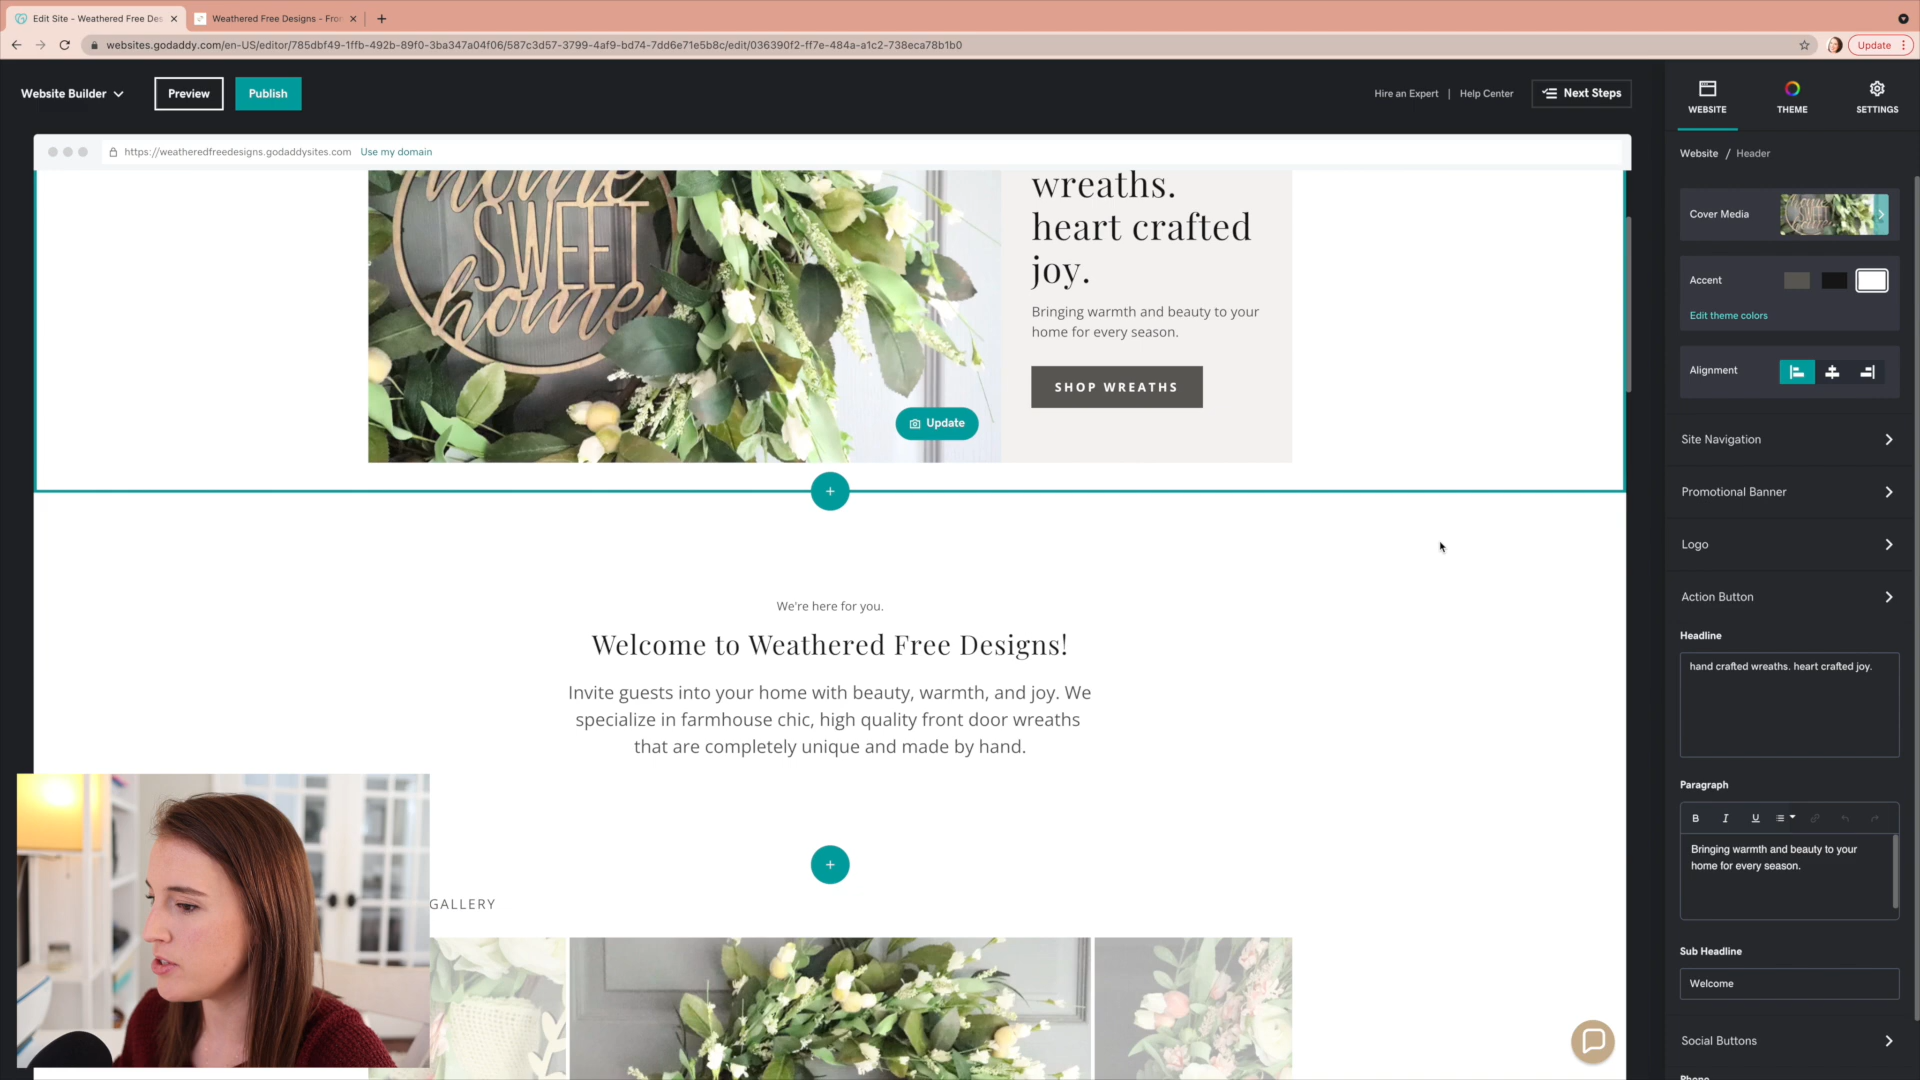 Edit Site - Weathered Free Des
Weathered Free Designs - Fro
websites.godaddy.com/en-US/editor/785dbf49-1ffb-492b-89f0-3ba347a04f06/587c3d57-3799-4af9-bd74-7dd6e71e5b8c/edit/036390f2-ff7e-484a-a1c2-738eca78b1b0
Update
Website Builder
Preview
Publish
Hire an Expert | Help Center
Next Steps
WEBSITE
THEME
SETTINGS
https://weatheredfreedesigns.godaddysites.com Use my domain
Website / Header
home
SWEET
home
wreaths.
heart crafted
joy.
Bringing warmth and beauty to your
home for every season.
SHOP WREATHS
Update
Cover Media
Accent
Edit theme colors
Alignment
Site Navigation
Promotional Banner
Logo
Action Button
Headline
hand crafted wreaths. heart crafted joy.
Paragraph
B I U
Bringing warmth and beauty to your
home for every season.
Sub Headline
Welcome
Social Buttons
Phone
We're here for you.
Welcome to Weathered Free Designs!
Invite guests into your home with beauty, warmth, and joy. We
specialize in farmhouse chic, high quality front door wreaths
that are completely unique and made by hand.
GALLERY